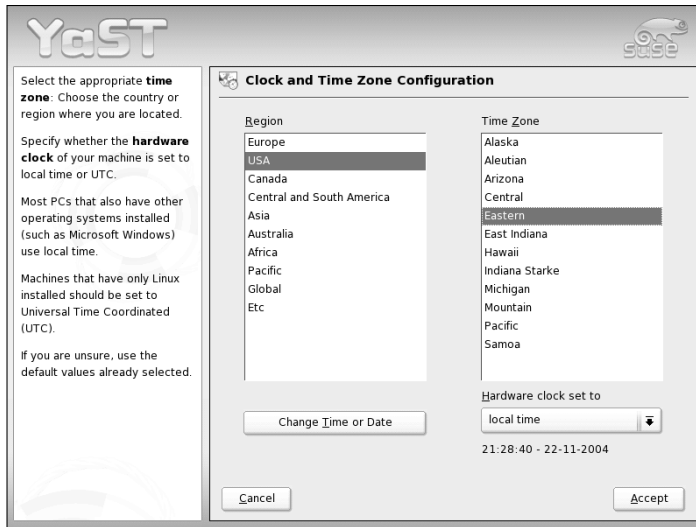 YaST
SUSE
Select the appropriate time
zone: Choose the country or
region where you are located.
Specify whether the hardware
clock of your machine is set to
local time or UTC.
Most PCs that also have other
operating systems installed
(such as Microsoft Windows)
use local time.
Machines that have only Linux
installed should be set to
Universal Time Coordinated
(UTC).
If you are unsure, use the
default values already selected.
Clock and Time Zone Configuration
Region
Europe
USA
Canada
Central and South America
Asia
Australia
Africa
Pacific
Global
Etc
Change Time or Date
Time Zone
Alaska
Aleutian
Arizona
Central
Eastern
East Indiana
Hawaii
Indiana Starke
Michigan
Mountain
Pacific
Samoa
Hardware clock set to
local time
21:28:40 - 22-11-2004
Cancel
Accept